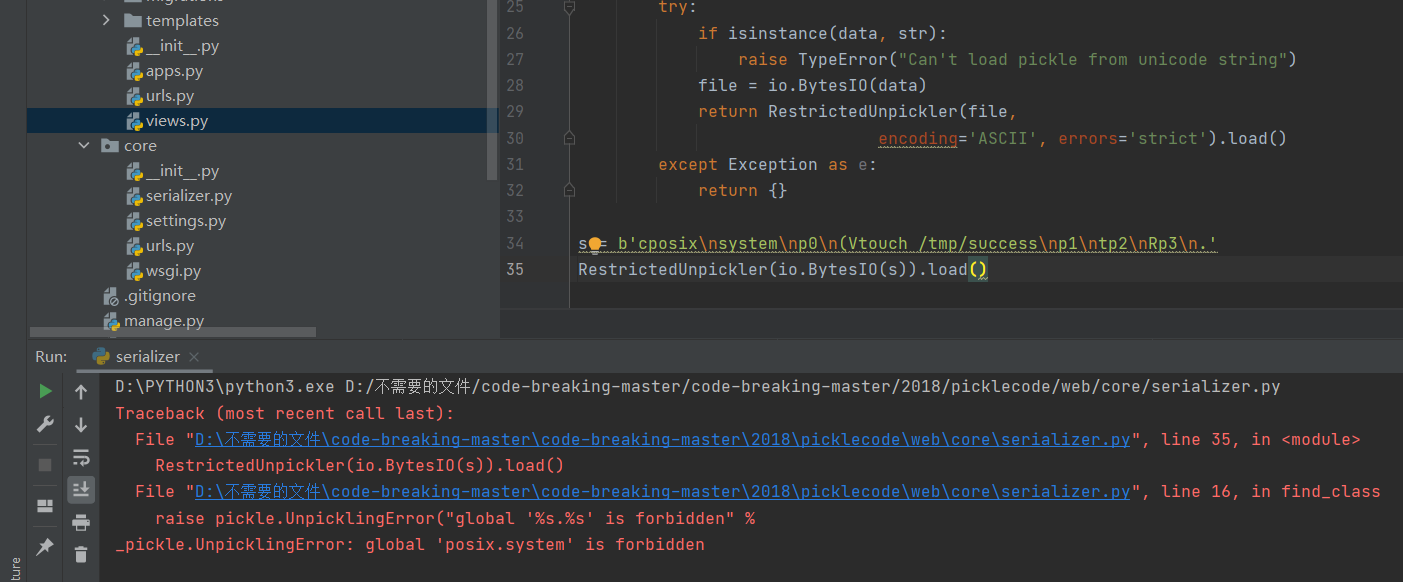 migrations
templates
__init__.py
apps.py
urls.py
views.py
core
__init__.py
serializer.py
settings.py
urls.py
wsgi.py
.gitignore
manage.py
25 try:
26 if isinstance(data, str):
27 raise TypeError("Can't load pickle from unicode string")
28 file = io.BytesIO(data)
29 return RestrictedUnpickler(file,
30 encoding='ASCII', errors='strict').load()
31 except Exception as e:
32 return {}
33
34 s = b'cposix\nsystem\np0\n(Vtouch /tmp/success\np1\ntp2\nRp3\n.'
35 RestrictedUnpickler(io.BytesIO(s)).load()
Run: serializer
D:\PYTHON3\python3.exe D:/不需要的文件/code-breaking-master/code-breaking-master/2018/picklecode/web/core/serializer.py
Traceback (most recent call last):
File "D:\不需要的文件\code-breaking-master\code-breaking-master\2018\picklecode\web\core\serializer.py", line 35, in <module>
RestrictedUnpickler(io.BytesIO(s)).load()
File "D:\不需要的文件\code-breaking-master\code-breaking-master\2018\picklecode\web\core\serializer.py", line 16, in find_class
raise pickle.UnpicklingError("global '%s.%s' is forbidden" %
_pickle.UnpicklingError: global 'posix.system' is forbidden